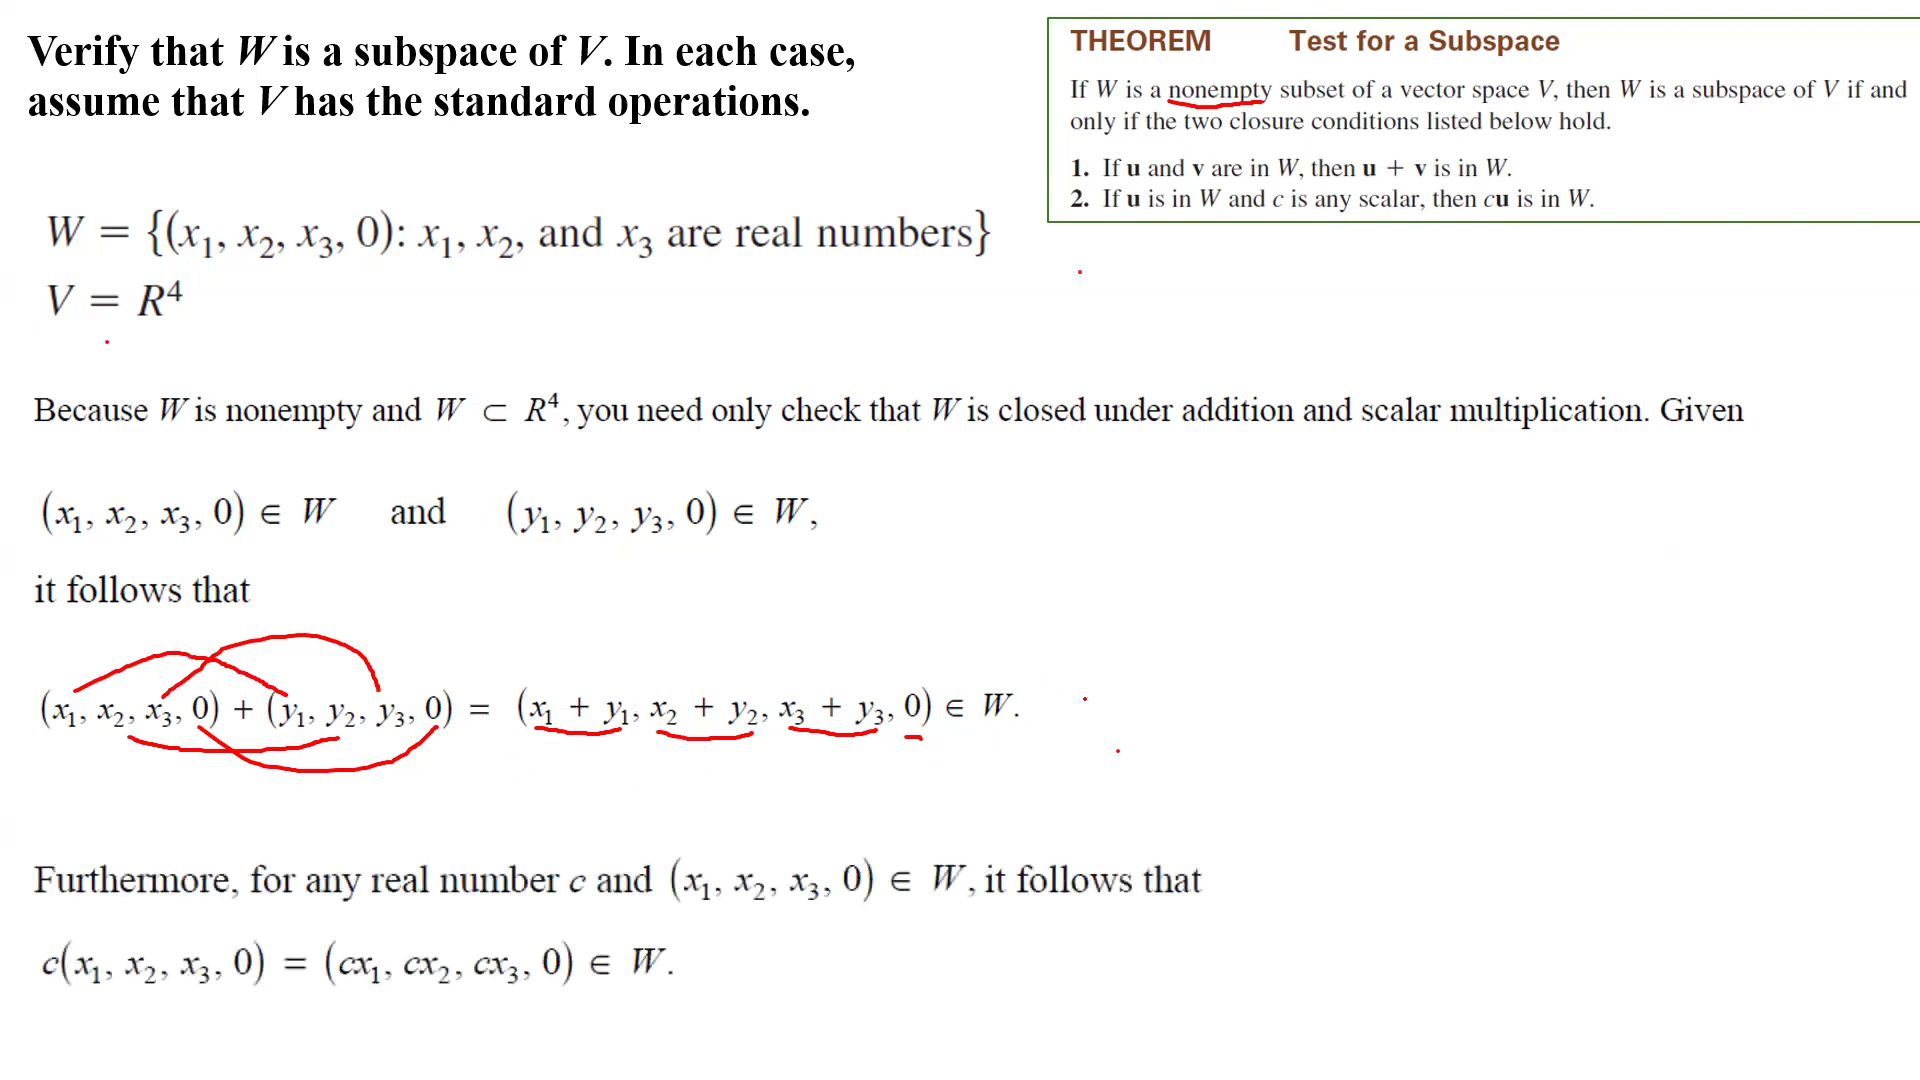 Verify that W is a subspace of V. In each case,
assume that V has the standard operations.
THEOREM Test for a Subspace
If W is a nonempty subset of a vector space V, then W is a subspace of V if and
only if the two closure conditions listed below hold.
1. If u and v are in W, then u + v is in W.
2. If u is in W and c is any scalar, then cu is in W.
W = {(x₁, x₂, x₃, 0): x₁, x₂, and x₃ are real numbers}
V = R⁴
Because W is nonempty and W ⊂ R⁴, you need only check that W is closed under addition and scalar multiplication. Given
(x₁, x₂, x₃, 0) ∈ W and (y₁, y₂, y₃, 0) ∈ W,
it follows that
(x₁, x₂, x₃, 0) + (y₁, y₂, y₃, 0) = (x₁ + y₁, x₂ + y₂, x₃ + y₃, 0) ∈ W.
Furthermore, for any real number c and (x₁, x₂, x₃, 0) ∈ W, it follows that
c(x₁, x₂, x₃, 0) = (cx₁, cx₂, cx₃, 0) ∈ W.